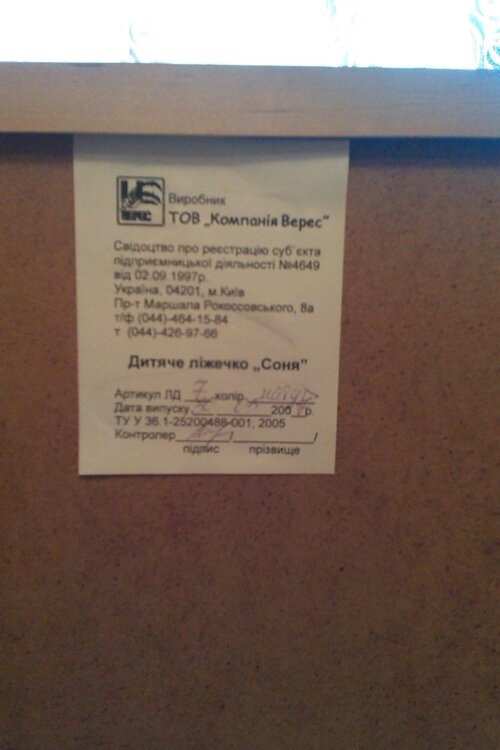 ВЕРЕС
Виробник
ТОВ „Компанія Верес"
Свідоцтво про реєстрацію суб`єкта
підприємницької діяльності №4649
від 02.09.1997р.
Україна, 04201, м.Київ
Пр-т Маршала Рокоссовського, 8а
т/ф (044)-464-15-84
т (044)-426-97-66
Дитяче ліжечко „Соня"
Артикул ЛД 7 колір
Дата випуску 200 р.
ТУ У 36.1-25200488-001; 2005
Контролер / /
підпис прізвище